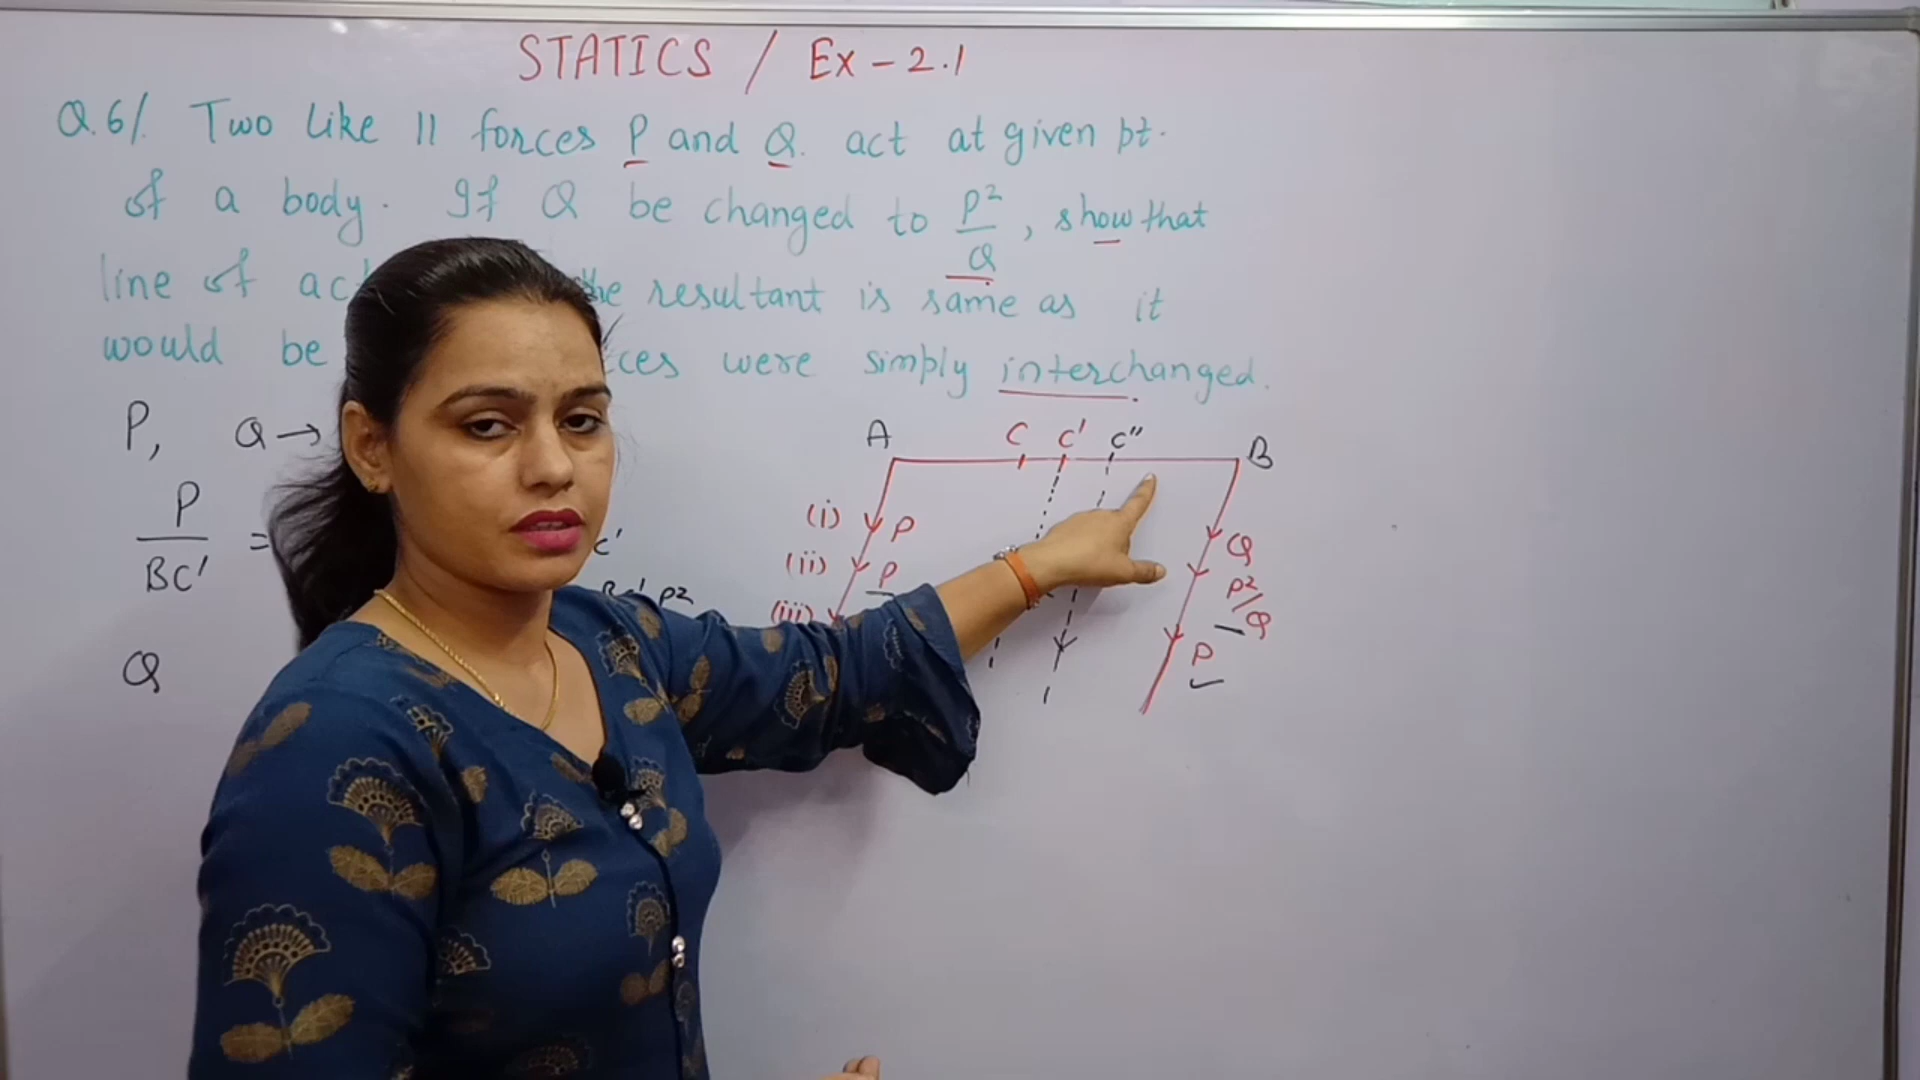 STATICS / Ex - 2.1
Q.6/. Two like || forces P and Q. act at given pt.
of a body. If Q be changed to P²/Q, show that
line of ac he resultant is same as it
would be ces were simply interchanged.
P, Q →
A C C' C" B
P/BC' =
c'
(i) P Q
(ii) P P²/Q
(iii) P
Q